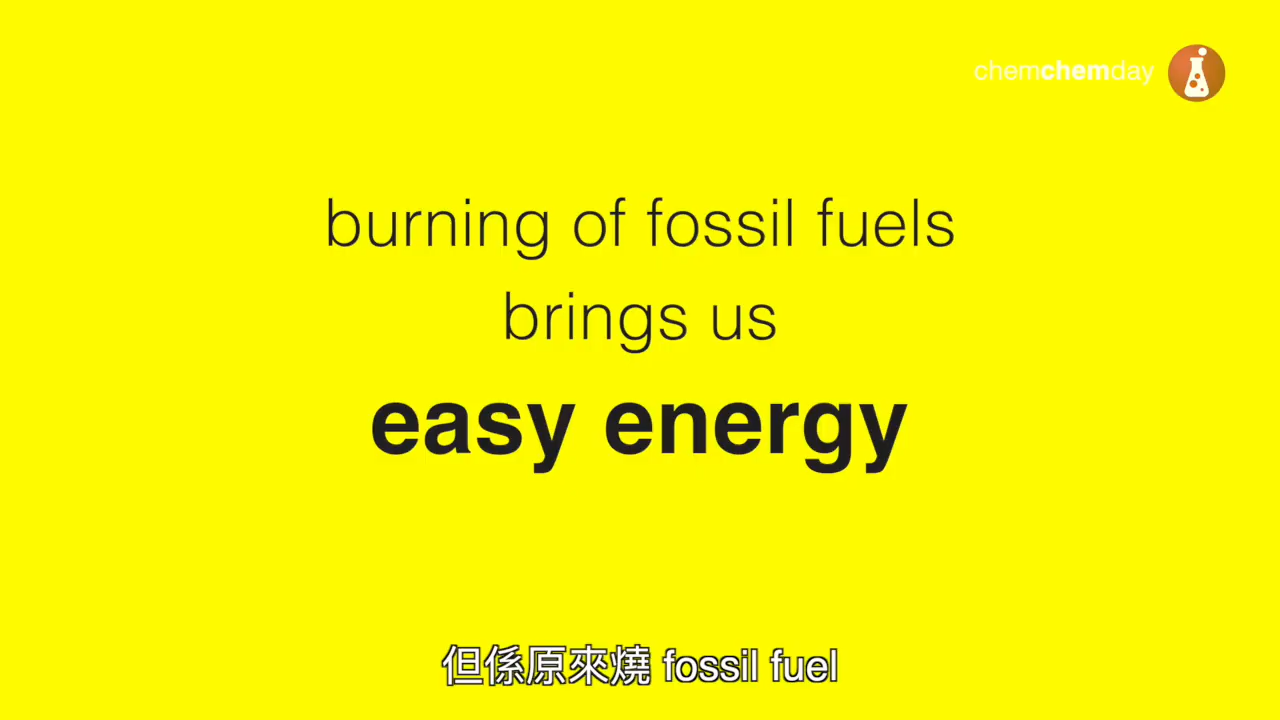 chemchemday
burning of fossil fuels
brings us
easy energy
但係原來燒 fossil fuel